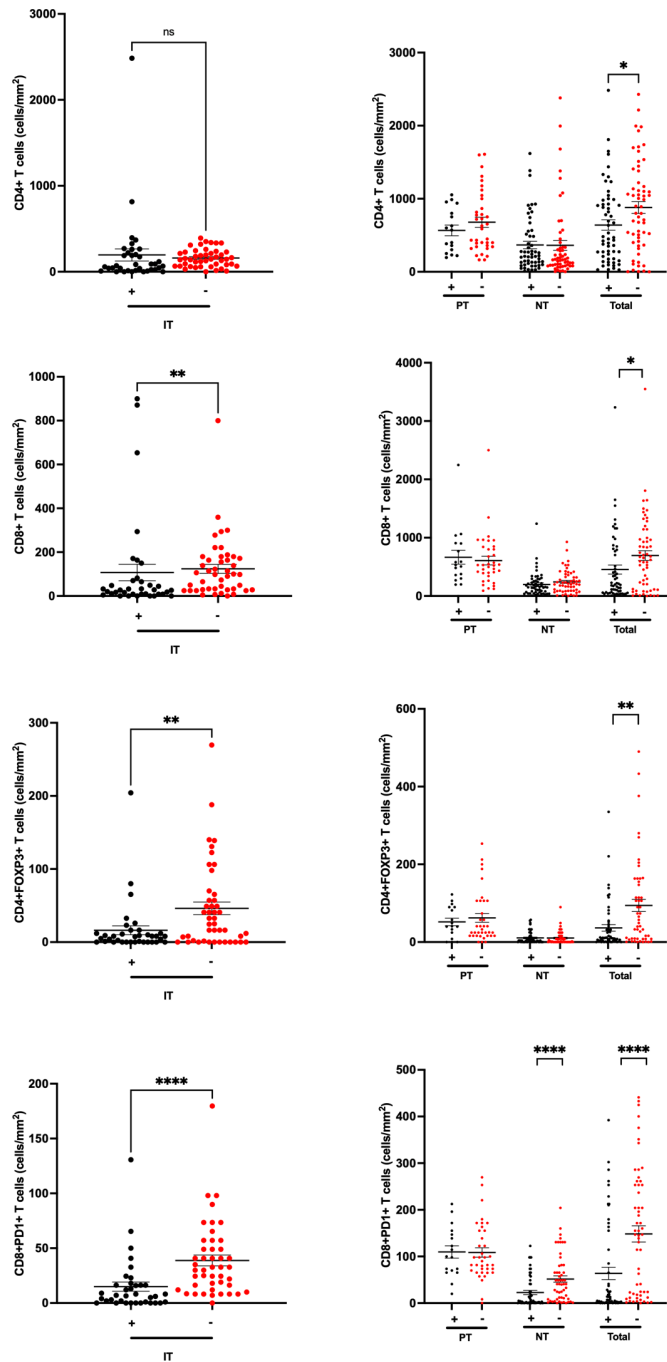 ns
3000
2000
1000
0
CD4+ T cells (cells/mm²)
+ -
IT
*
3000
2000
1000
0
CD4+ T cells (cells/mm²)
+ - + - + -
PT NT Total
**
1000
800
600
400
200
0
CD8+ T cells (cells/mm²)
+ -
IT
*
4000
3000
2000
1000
0
CD8+ T cells (cells/mm²)
+ - + - + -
PT NT Total
**
300
200
100
0
CD4+FOXP3+ T cells (cells/mm²)
+ -
IT
**
600
400
200
0
CD4+FOXP3+ T cells (cells/mm²)
+ - + - + -
PT NT Total
****
200
150
100
50
0
CD8+PD1+ T cells (cells/mm²)
+ -
IT
**** ****
500
400
300
200
100
0
CD8+PD1+ T cells (cells/mm²)
+ - + - + -
PT NT Total